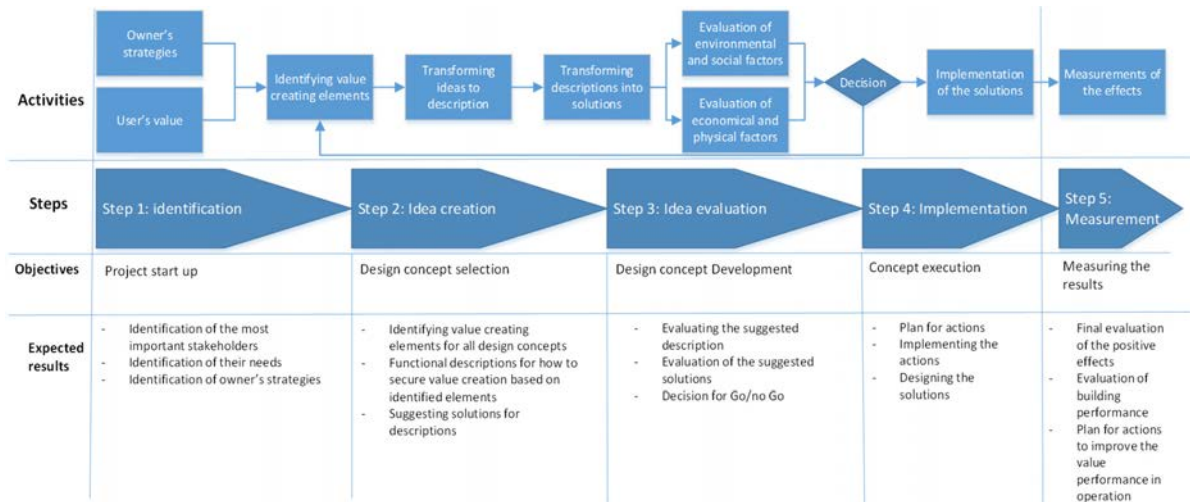 Activities
Owner's
strategies
User's value
Identifying value
creating elements
Transforming
ideas to
description
Transforming
descriptions into
solutions
Evaluation of
environmental
and social factors
Evaluation of
economical and
physical factors
Decision
Implementation
of the solutions
Measurements of
the effects
Steps
Step 1: identification
Step 2: Idea creation
Step 3: Idea evaluation
Step 4: Implementation
Step 5:
Measurement
Objectives
Project start up
Design concept selection
Design concept Development
Concept execution
Measuring the
results
Expected
results
- Identification of the most
important stakeholders
- Identification of their needs
- Identification of owner's strategies
- Identifying value creating
elements for all design concepts
- Functional descriptions for how to
secure value creation based on
identified elements
- Suggesting solutions for
descriptions
- Evaluating the suggested
description
- Evaluation of the suggested
solutions
- Decision for Go/no Go
- Plan for actions
- Implementing the
actions
- Designing the
solutions
- Final evaluation
of the positive
effects
- Evaluation of
building
performance
- Plan for actions
to improve the
value
performance in
operation